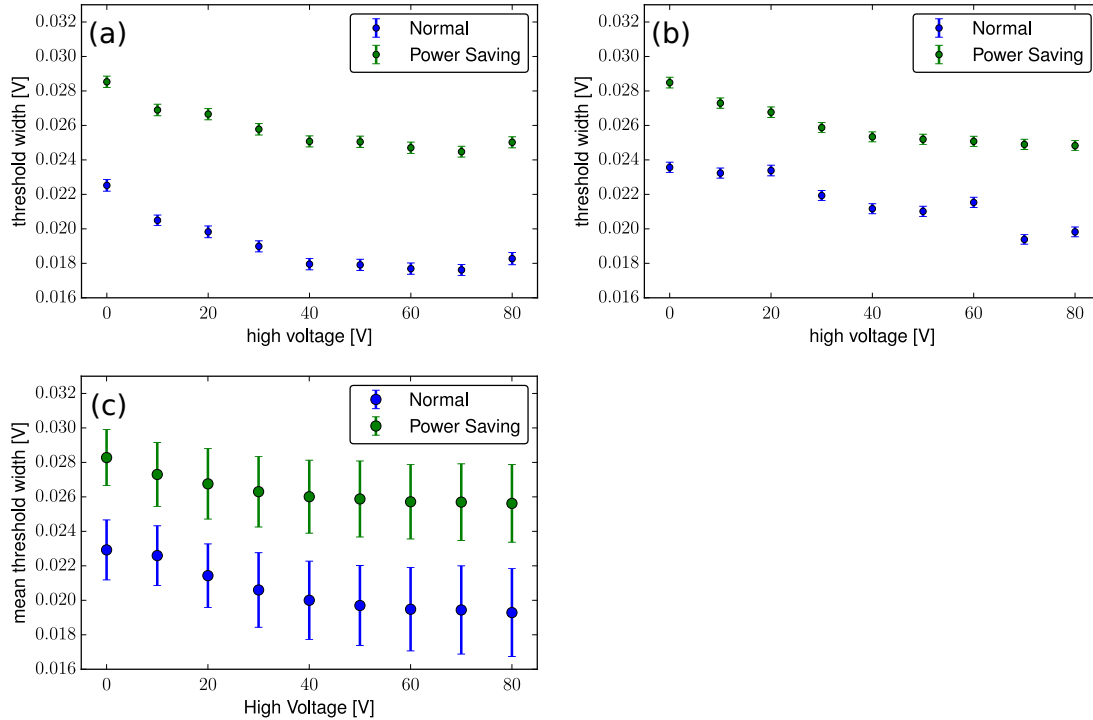 (a)
Normal
Power Saving
threshold width [V]
0.032
0.030
0.028
0.026
0.024
0.022
0.020
0.018
0.016
0 20 40 60 80
high voltage [V]
(b)
Normal
Power Saving
threshold width [V]
0.032
0.030
0.028
0.026
0.024
0.022
0.020
0.018
0.016
0 10 20 30 40 50 60 70 80
high voltage [V]
(c)
Normal
Power Saving
mean threshold width [V]
0.032
0.030
0.028
0.026
0.024
0.022
0.020
0.018
0.016
0 20 40 60 80
High Voltage [V]